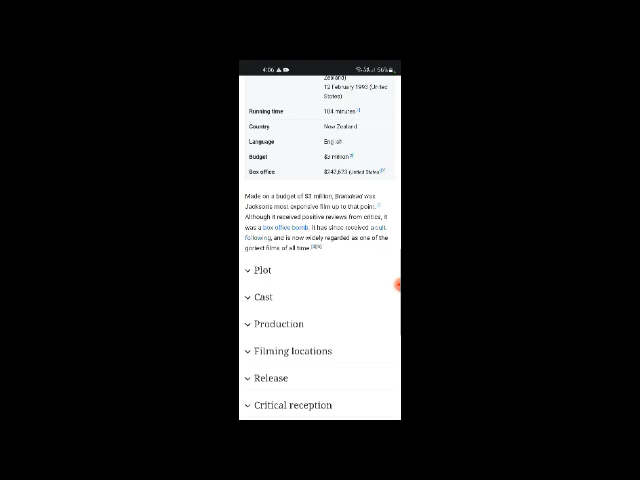 4:06
56%
Zealand)
12 February 1993 (United
States)
Running time 104 minutes
Country New Zealand
Language English
Budget $3 million
Box office $242,623 (United States)
Made on a budget of $3 million, Braindead was
Jackson's most expensive film up to that point.
Although it received positive reviews from critics, it
was a box office bomb. It has since received a cult
following, and is now widely regarded as one of the
goriest films of all time.
Plot
Cast
Production
Filming locations
Release
Critical reception